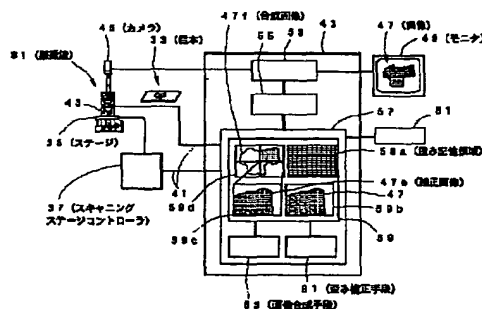 47f (合成画像)
45 (カメラ)
55
53
43
47 (画像)
49 (モニタ)
31 (顕微鏡)
33 (標本)
57
51
35 (ステージ)
59a (歪み記憶領域)
41
59d
47e (補正画像)
47
37 (スキャニング
ステージコントローラ)
59b
59c
59
63 (画像合成手段)
61 (歪み補正手段)